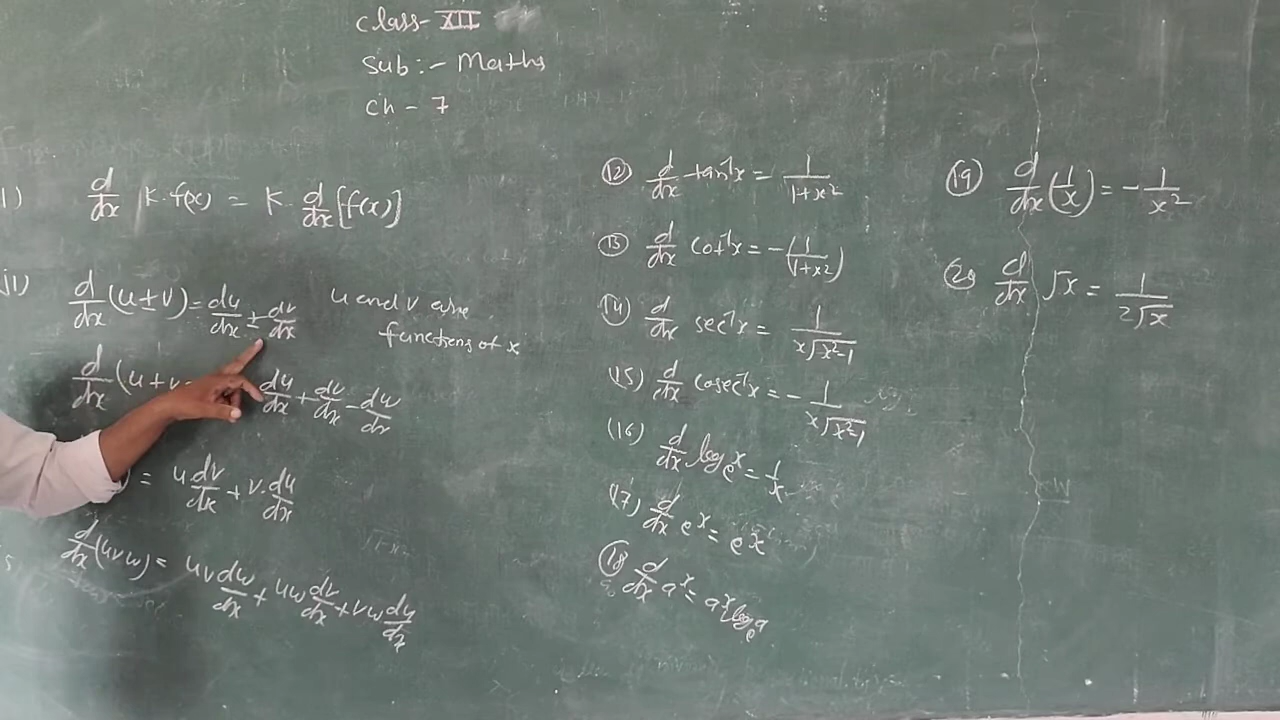 Class- XII
Sub :- Maths
Ch - 7
1) d/dx K.f(x) = K. d/dx [f(x)]
d/dx (u ± v) = du/dx ± dv/dx u and v are
functions of x
d/dx (u + v du/dx + dv/dx - dw/dx
) = u. dv/dx + v. du/dx
d/dx (uvw) = uv dw/dx + uw dv/dx + vw du/dx
(12) d/dx tan⁻¹x = 1/(1+x²)
(13) d/dx cot⁻¹x = -(1/(1+x²))
(14) d/dx sec⁻¹x = 1/(x√(x²-1))
(15) d/dx cosec⁻¹x = - 1/(x√(x²-1))
(16) d/dx logₑx = 1/x
(17) d/dx eˣ = eˣ
(18) d/dx aˣ = aˣ logₑa
(19) d/dx (1/x) = - 1/x²
(20 d/dx √x = 1/(2√x)